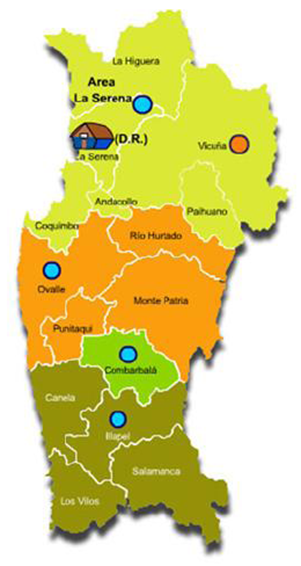 La Higuera
Area
La Serena
(D.R.)
La Serena
Vicuña
Andacollo
Paihuano
Coquimbo
Río Hurtado
Ovalle
Monte Patria
Punitaqui
Combarbalá
Canela
Illapel
Salamanca
Los Vilos